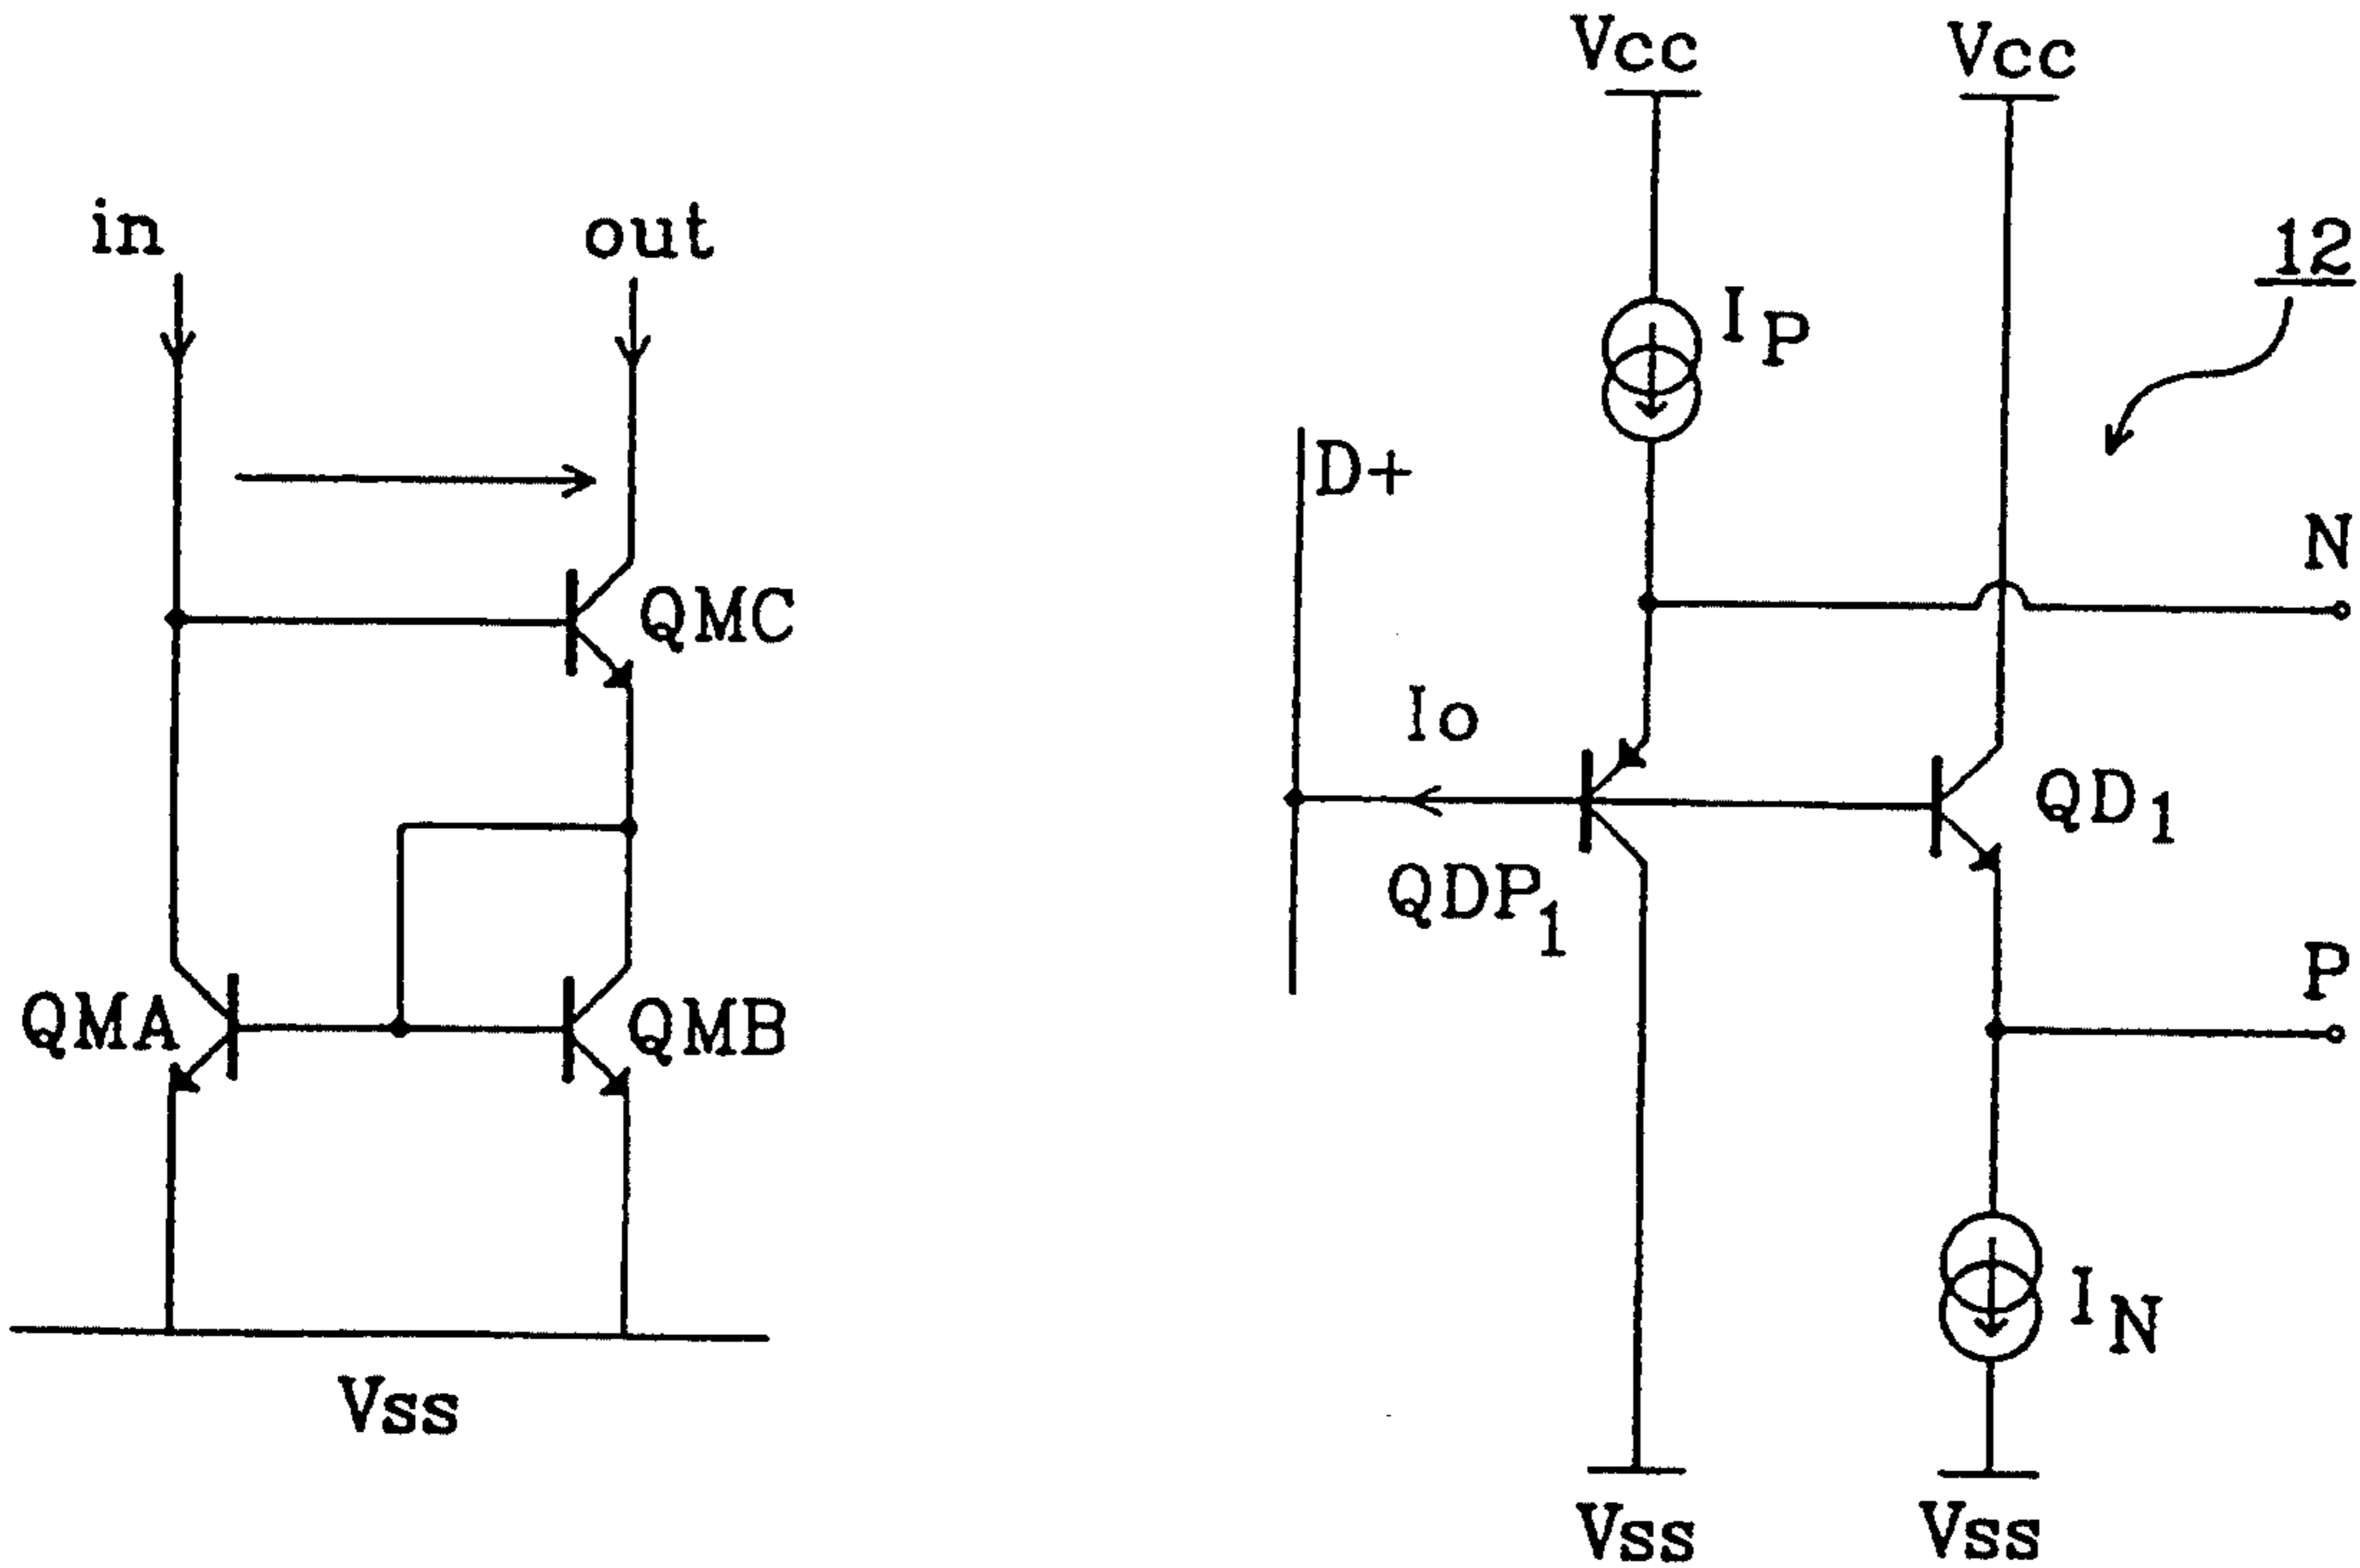 in
out
QMC
QMA
QMB
Vss
Vcc
Vcc
12
IP
D+
N
Io
QD1
QDP1
P
IN
Vss
Vss